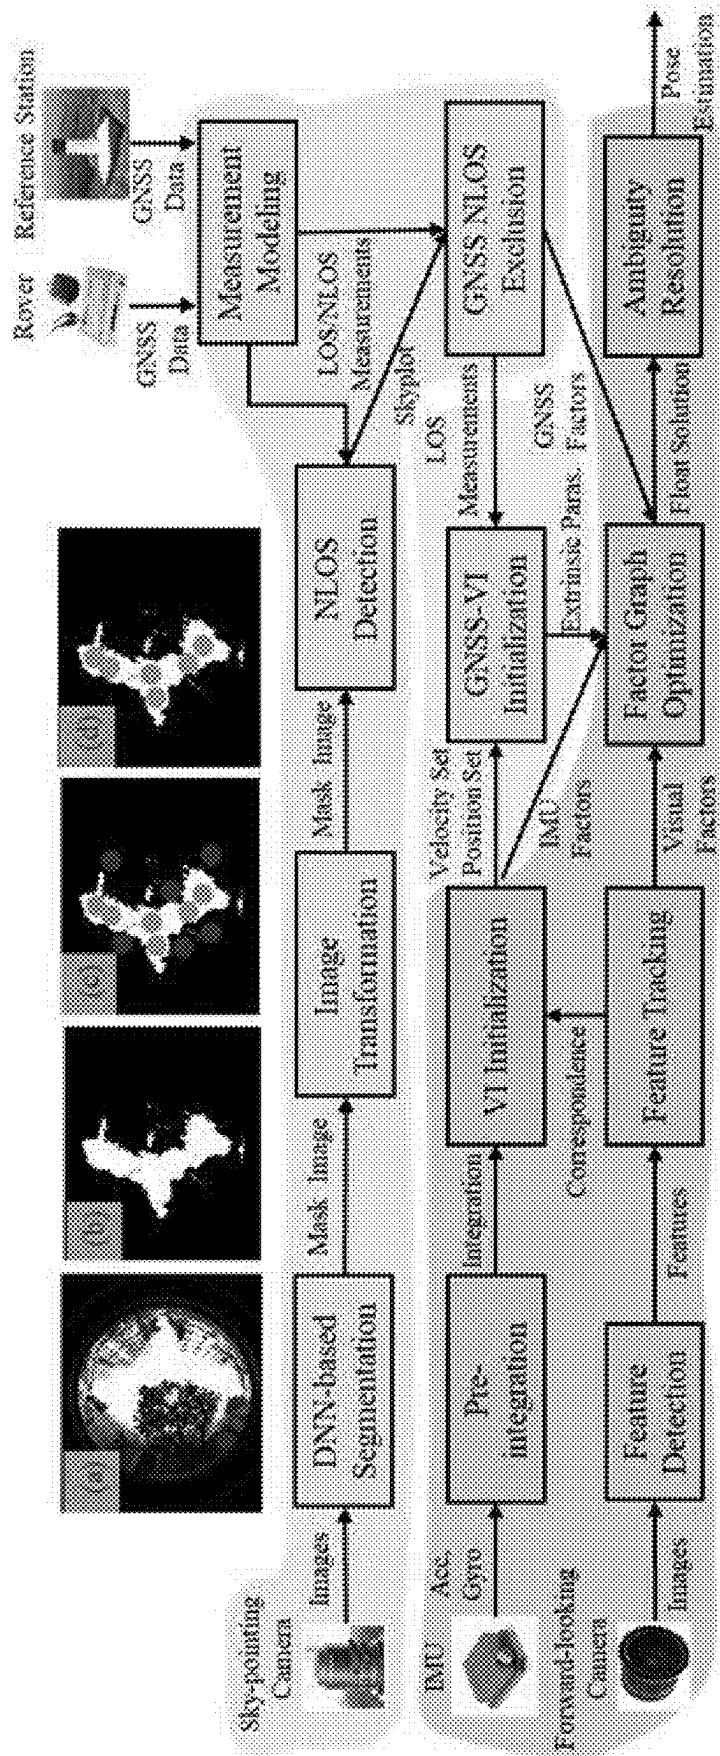 Rover
Reference Station
GNSS
Data
GNSS
Data
Measurement
Modeling
(a)
(b)
(c)
(d)
Sky-pointing
Camera
Images
DNN-based
Segmentation
Mask Image
Image
Transformation
Mask Image
NLOS
Detection
LOS/NLOS
Measurements
Skyplot
IMU
Acc.
Gyro
Pre-
integration
Integration
VI Initialization
Velocity Set
Position Set
GNSS-VI
Initialization
LOS
Measurements
GNSS NLOS
Exclusion
Correspondence
IMU
Factors
Extrinsic Paras.
GNSS
Factors
Forward-looking
Camera
Images
Feature
Detection
Features
Feature Tracking
Visual
Factors
Factor Graph
Optimization
Float Solution
Ambiguity
Resolution
Pose
Estimation